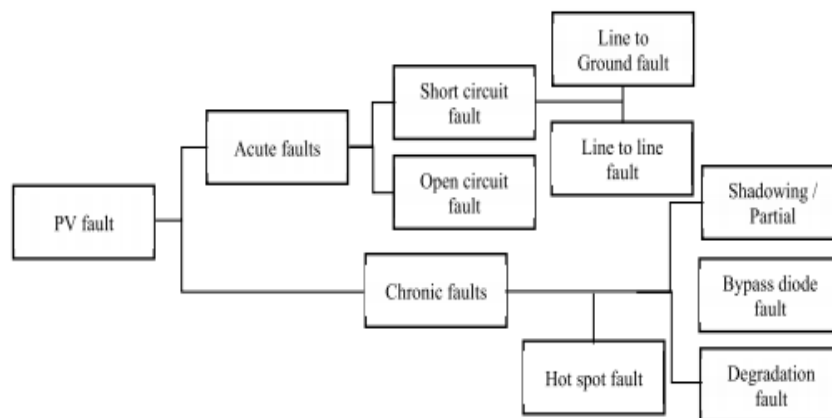 Line to
Ground fault
Short circuit
fault
Acute faults
Line to line
fault
Open circuit
fault
Shadowing /
Partial
PV fault
Bypass diode
fault
Chronic faults
Hot spot fault
Degradation
fault